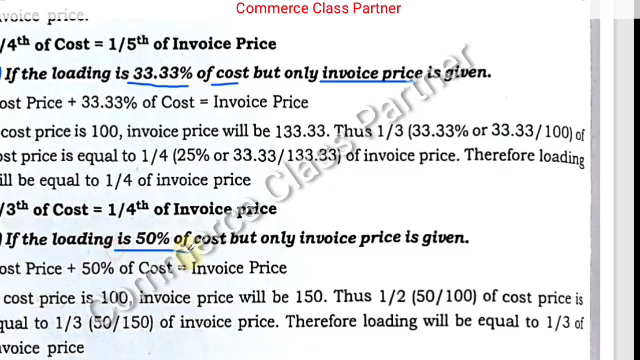 Commerce Class Partner
nvoice price.
/4th of Cost = 1/5th of Invoice Price
) If the loading is 33.33% of cost but only invoice price is given.
ost Price + 33.33% of Cost = Invoice Price
cost price is 100, invoice price will be 133.33. Thus 1/3 (33.33% or 33.33/100) of
ost price is equal to 1/4 (25% or 33.33/133.33) of invoice price. Therefore loading
ill be equal to 1/4 of invoice price
/3th of Cost = 1/4th of Invoice price
) If the loading is 50% of cost but only invoice price is given.
ost Price + 50% of Cost = Invoice Price
cost price is 100, invoice price will be 150. Thus 1/2 (50/100) of cost price is
qual to 1/3 (50/150) of invoice price. Therefore loading will be equal to 1/3 of
nvoice price
Commerce Class Partner